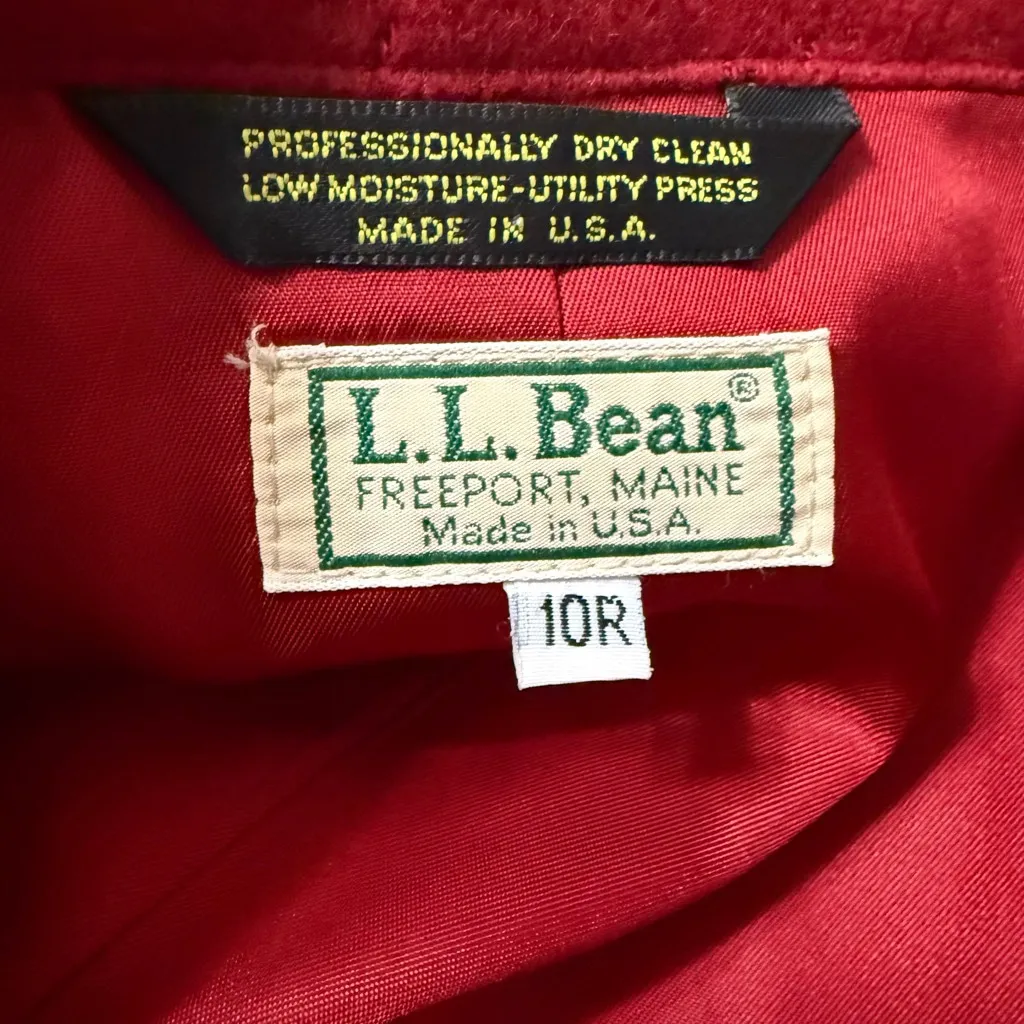 PROFESSIONALLY DRY CLEAN
LOW MOISTURE-UTILITY PRESS
MADE IN U.S.A.
L.L.Bean®
FREEPORT, MAINE
Made in U.S.A.
10R